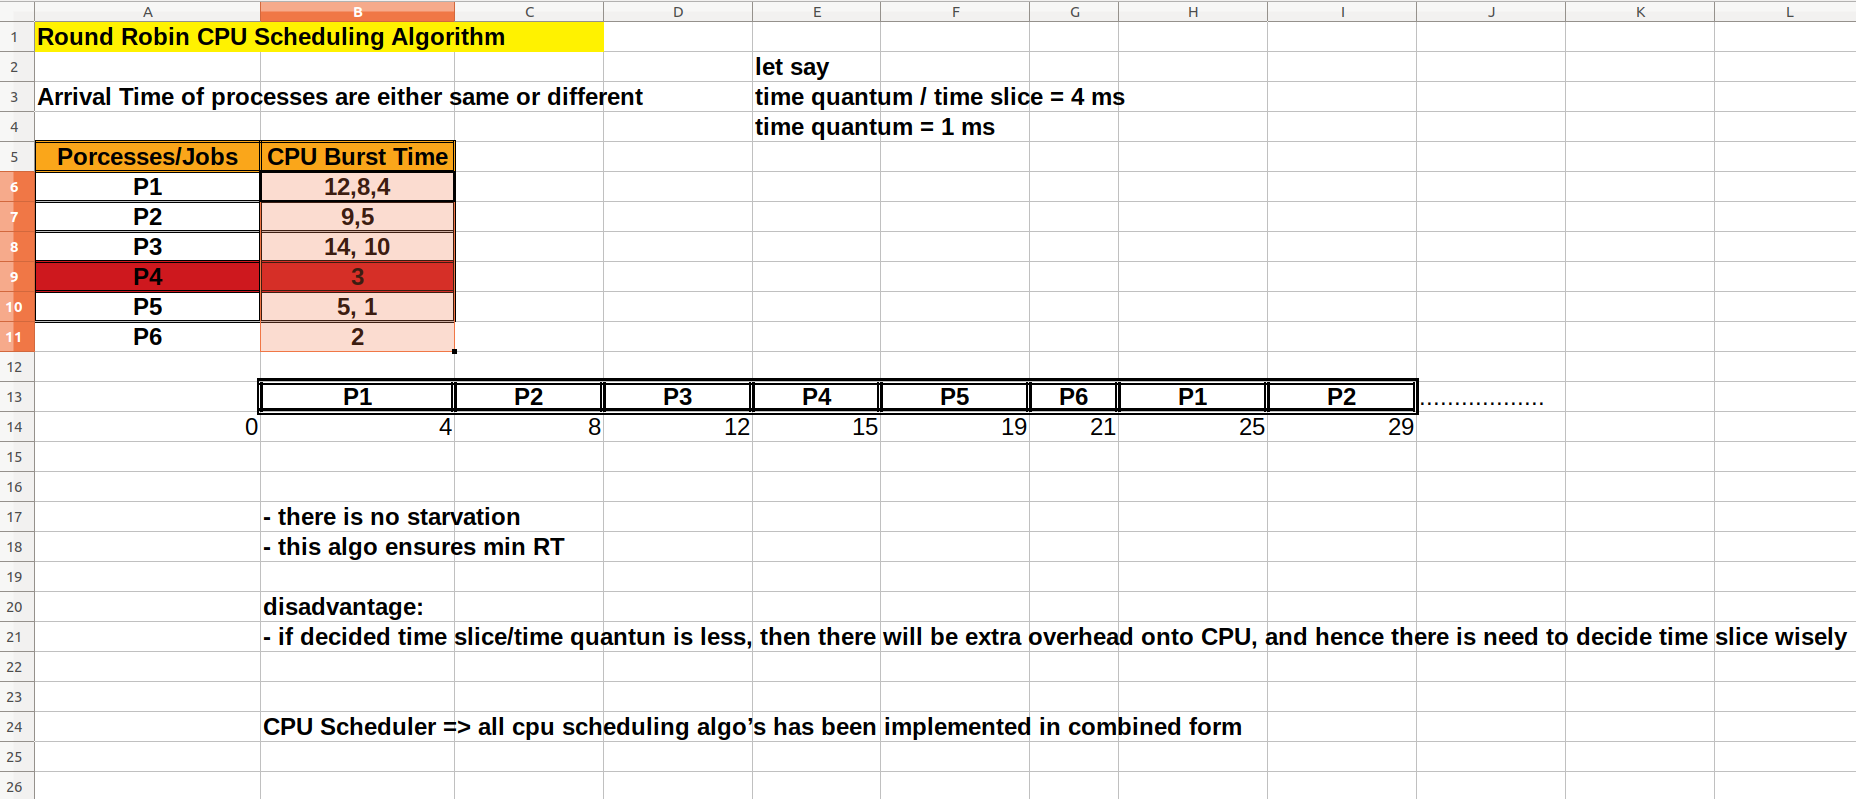 A B C D E F G H I J K L
1 Round Robin CPU Scheduling Algorithm
2 let say
3 Arrival Time of processes are either same or different time quantum / time slice = 4 ms
4 time quantum = 1 ms
5 Porcesses/Jobs CPU Burst Time
6 P1 12,8,4
7 P2 9,5
8 P3 14, 10
9 P4 3
10 P5 5, 1
11 P6 2
12
13 P1 P2 P3 P4 P5 P6 P1 P2 ..................
14 0 4 8 12 15 19 21 25 29
15
16
17 - there is no starvation
18 - this algo ensures min RT
19
20 disadvantage:
21 - if decided time slice/time quantun is less, then there will be extra overhead onto CPU, and hence there is need to decide time slice wisely
22
23
24 CPU Scheduler => all cpu scheduling algo’s has been implemented in combined form
25
26